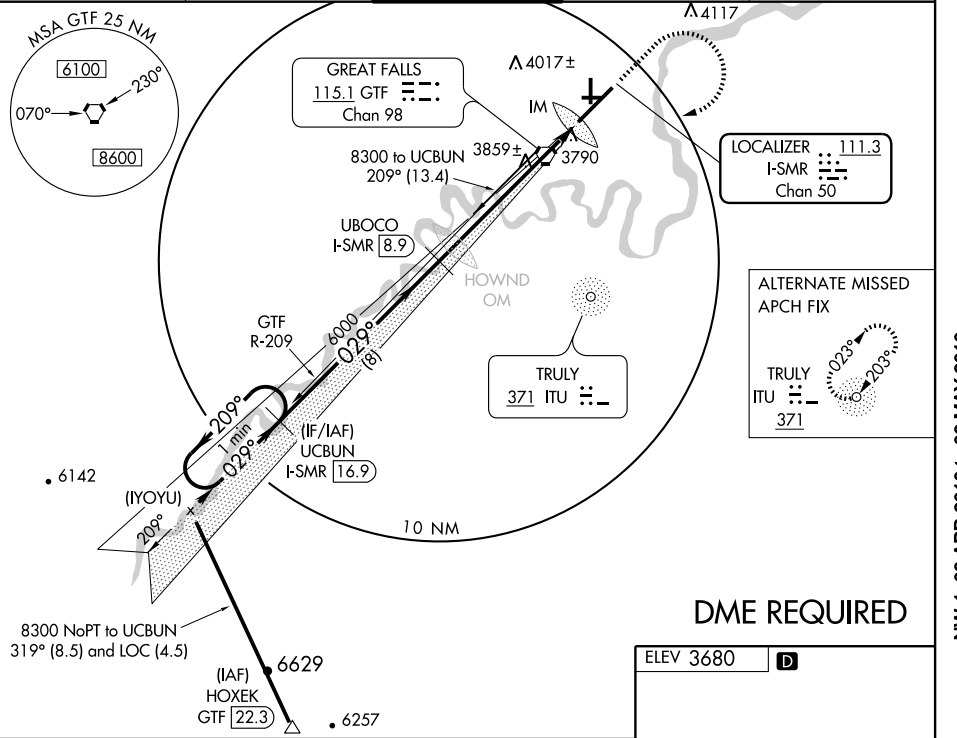 MSA GTF 25 NM
6100
230°
070°
8600
GREAT FALLS
115.1 GTF
Chan 98
4017±
4117
IM
3859±
3790
8300 to UCBUN
209° (13.4)
LOCALIZER 111.3
I-SMR
Chan 50
UBOCO
I-SMR 8.9
HOWND
OM
ALTERNATE MISSED
APCH FIX
023°
203°
TRULY
ITU
371
GTF
R-209
6000
029°
(8)
TRULY
371 ITU
209°
1 min
029°
(IF/IAF)
UCBUN
I-SMR 16.9
6142
(IYOYU)
209°
10 NM
8300 NoPT to UCBUN
319° (8.5) and LOC (4.5)
DME REQUIRED
6629
(IAF)
HOXEK
GTF 22.3
6257
ELEV 3680
D